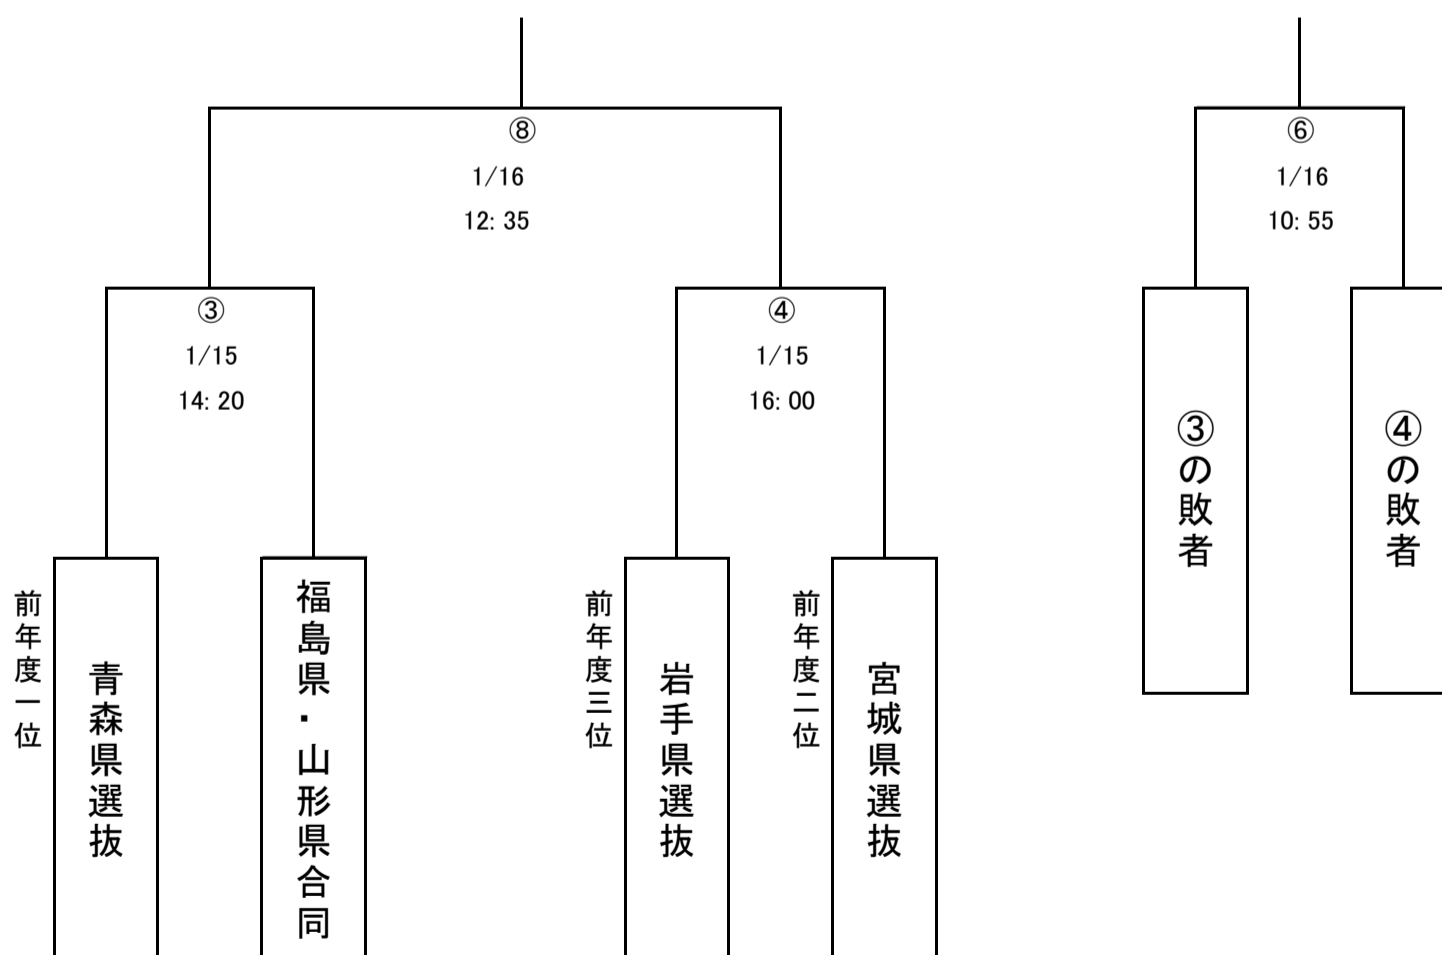 ⑧
1/16
12:35
⑥
1/16
10:55
③
1/15
14:20
④
1/15
16:00
前年度一位
青森県選抜
福島県・山形県合同
前年度三位
岩手県選抜
前年度二位
宮城県選抜
③の敗者
④の敗者